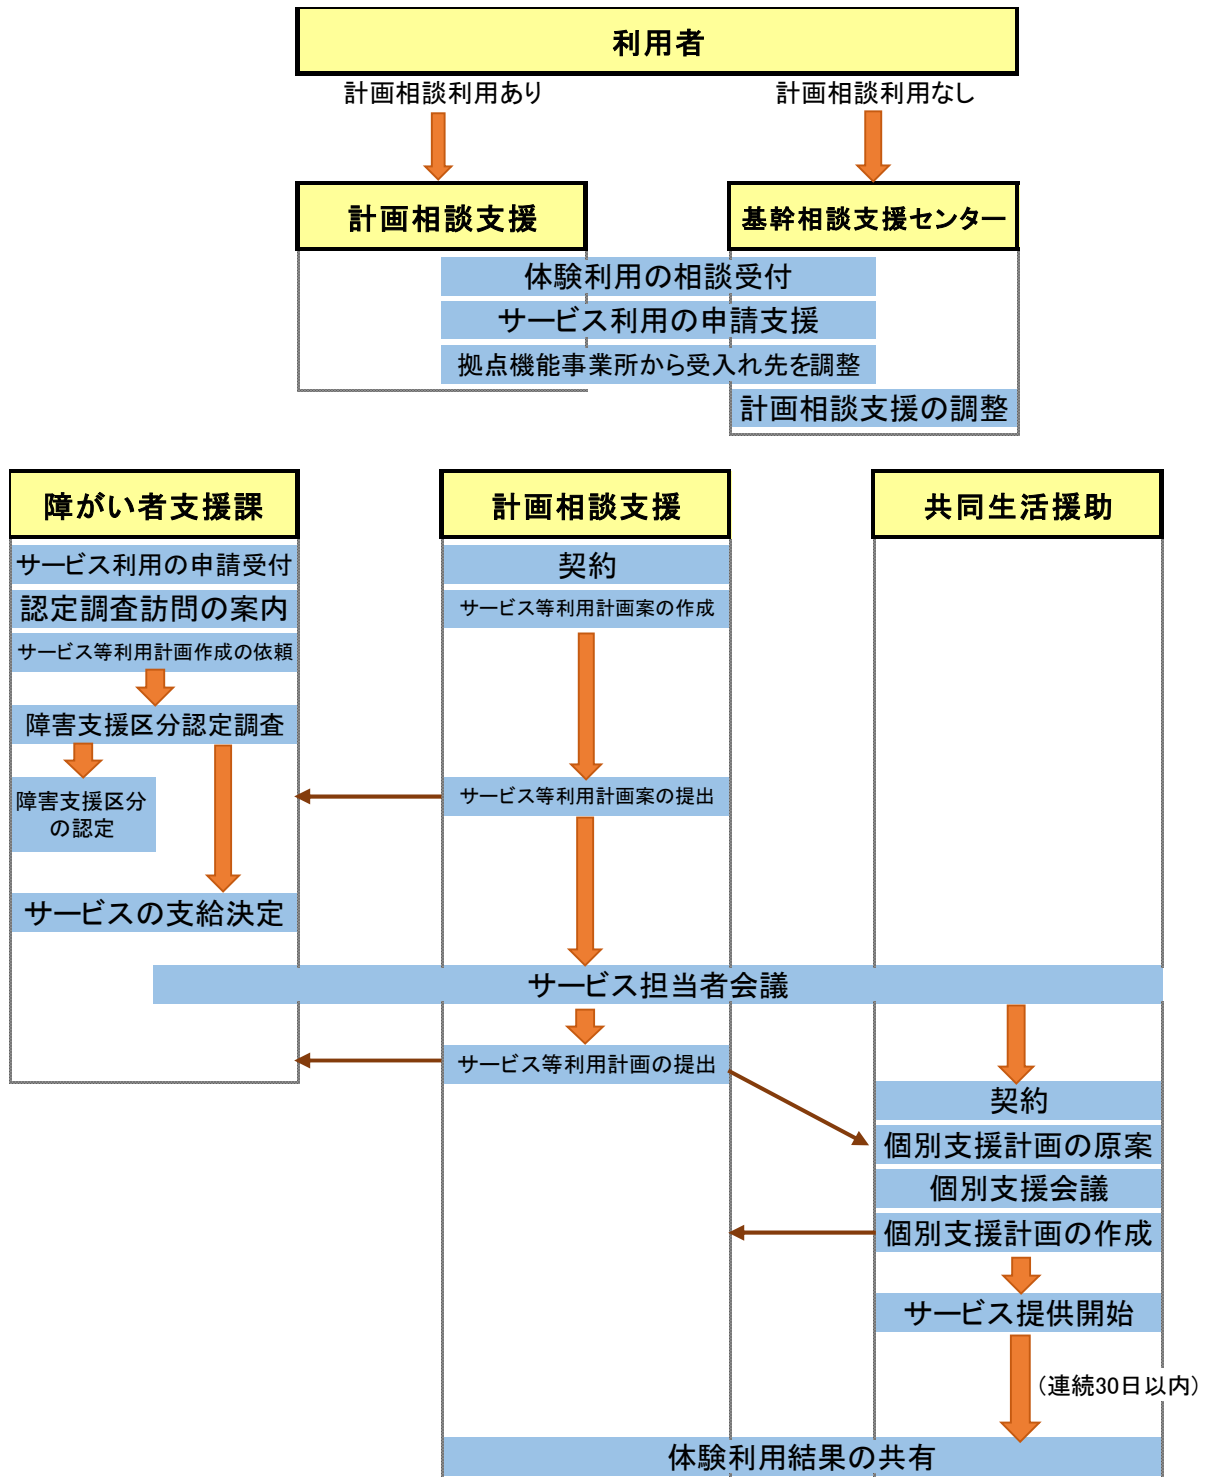 利用者
計画相談利用あり
計画相談利用なし
計画相談支援
基幹相談支援センター
体験利用の相談受付
サービス利用の申請支援
拠点機能事業所から受入れ先を調整
計画相談支援の調整
障がい者支援課
計画相談支援
共同生活援助
サービス利用の申請受付
契約
認定調査訪問の案内
サービス等利用計画案の作成
サービス等利用計画作成の依頼
障害支援区分認定調査
障害支援区分
の認定
サービス等利用計画案の提出
サービスの支給決定
サービス担当者会議
サービス等利用計画の提出
契約
個別支援計画の原案
個別支援会議
個別支援計画の作成
サービス提供開始
（連続30日以内）
体験利用結果の共有